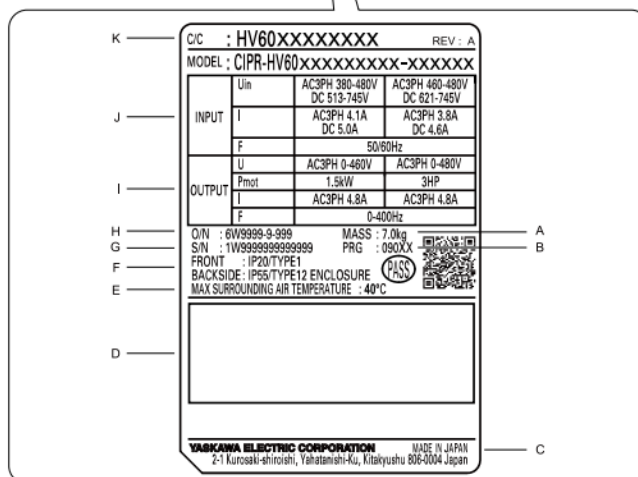 K
C/C : HV60XXXXXXXX REV : A
MODEL : CIPR-HV60XXXXXXXXX-XXXXXX
J
INPUT
Uin AC3PH 380-480V DC 513-745V AC3PH 460-480V DC 621-745V
I AC3PH 4.1A DC 5.0A AC3PH 3.8A DC 4.6A
F 50/60Hz
I
OUTPUT
U AC3PH 0-460V AC3PH 0-480V
Pmot 1.5kW 3HP
I AC3PH 4.8A AC3PH 4.8A
F 0-400Hz
H O/N : 6W9999-9-999 MASS : 7.0kg A
G S/N : 1W9999999999999 PRG : 090XX B
F FRONT : IP20/TYPE1
BACKSIDE : IP55/TYPE12 ENCLOSURE PASS
E MAX SURROUNDING AIR TEMPERATURE : 40°C
D
YASKAWA ELECTRIC CORPORATION MADE IN JAPAN C
2-1 Kurosaki-shiroishi, Yahatanishi-Ku, Kitakyushu 806-0004 Japan